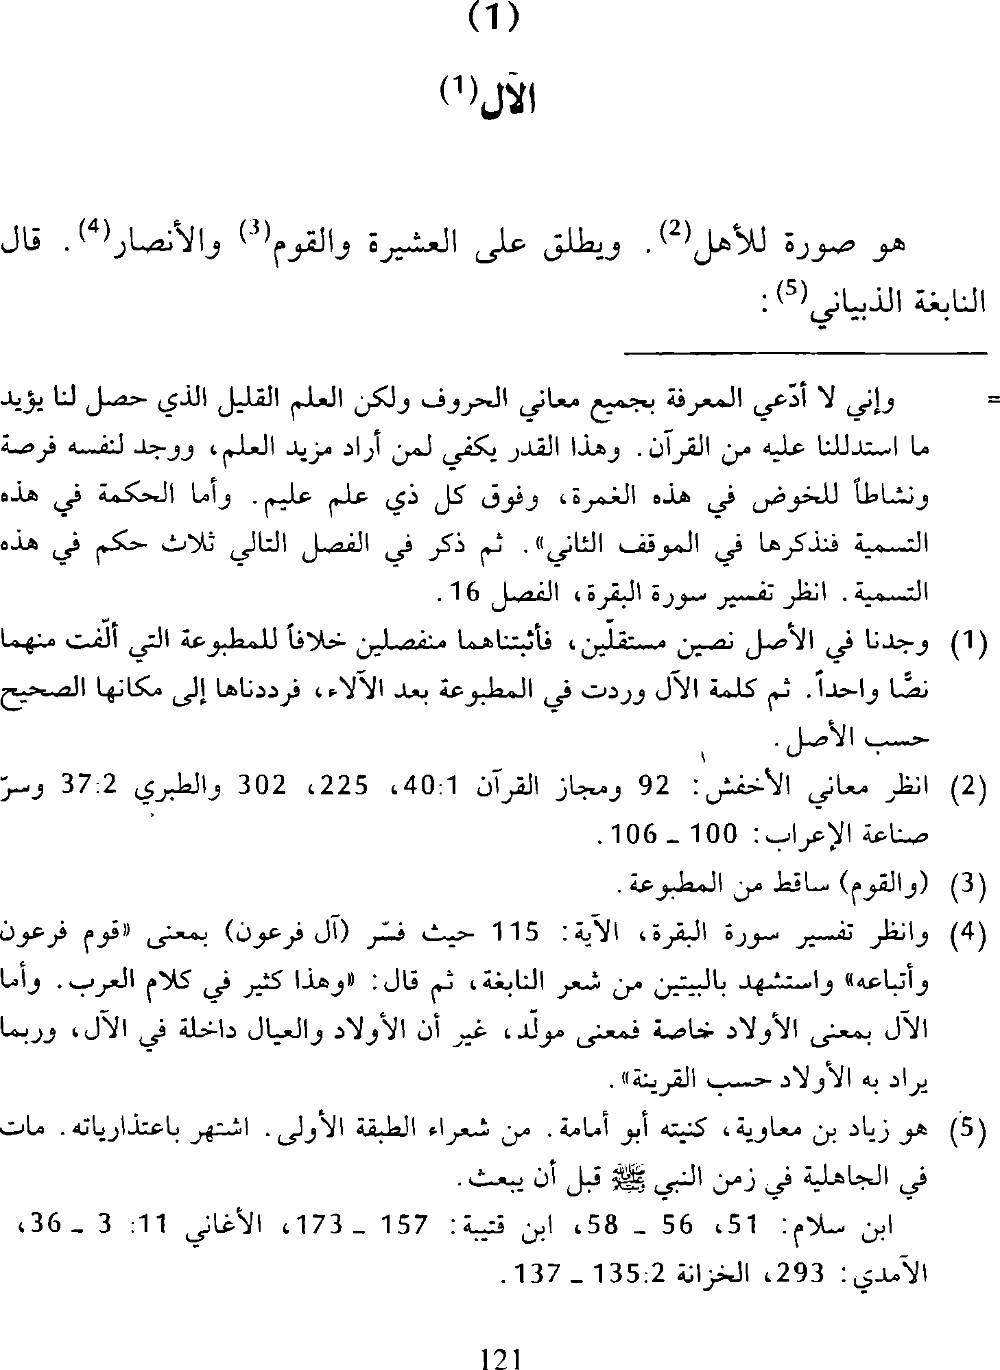 (1)
الآل(1)
هو صورة للأهل(2). ويطلق على العشيرة والقوم(3) والأنصار(4). قال
النابغة الذبياني(5):
= وإني لا أدّعي المعرفة بجميع معاني الحروف ولكن العلم القليل الذي حصل لنا يؤيد
ما استدللنا عليه من القرآن. وهذا القدر يكفي لمن أراد مزيد العلم، ووجد لنفسه فرصة
ونشاطاً للخوض في هذه الغمرة، وفوق كل ذي علم عليم. وأما الحكمة في هذه
التسمية فنذكرها في الموقف الثاني». ثم ذكر في الفصل التالي ثلاث حكم في هذه
التسمية. انظر تفسير سورة البقرة، الفصل 16.
(1) وجدنا في الأصل نصين مستقلّين، فأثبتناهما منفصلين خلافاً للمطبوعة التي ألّفت منهما
نصًّا واحداً. ثم كلمة الآل وردت في المطبوعة بعد الآلاء، فرددناها إلى مكانها الصحيح
حسب الأصل.
(2) انظر معاني الأخفش: 92 ومجاز القرآن 40:1، 225، 302 والطبري 37:2 وسرّ
صناعة الإعراب: 100 ـ 106.
(3) (والقوم) ساقط من المطبوعة.
(4) وانظر تفسير سورة البقرة، الآية: 115 حيث فسّر (آل فرعون) بمعنى «قوم فرعون
وأتباعه» واستشهد بالبيتين من شعر النابغة، ثم قال: «وهذا كثير في كلام العرب. وأما
الآل بمعنى الأولاد خاصة فمعنى مولّد، غير أن الأولاد والعيال داخلة في الآل، وربما
يراد به الأولاد حسب القرينة».
(5) هو زياد بن معاوية، كنيته أبو أمامة. من شعراء الطبقة الأولى. اشتهر باعتذارياته. مات
في الجاهلية في زمن النبي ﷺ قبل أن يبعث.
ابن سلام: 51، 56 ـ 58، ابن قتيبة: 157 ـ 173، الأغاني 11: 3 ـ 36،
الآمدي: 293، الخزانة 135:2 ـ 137.
121